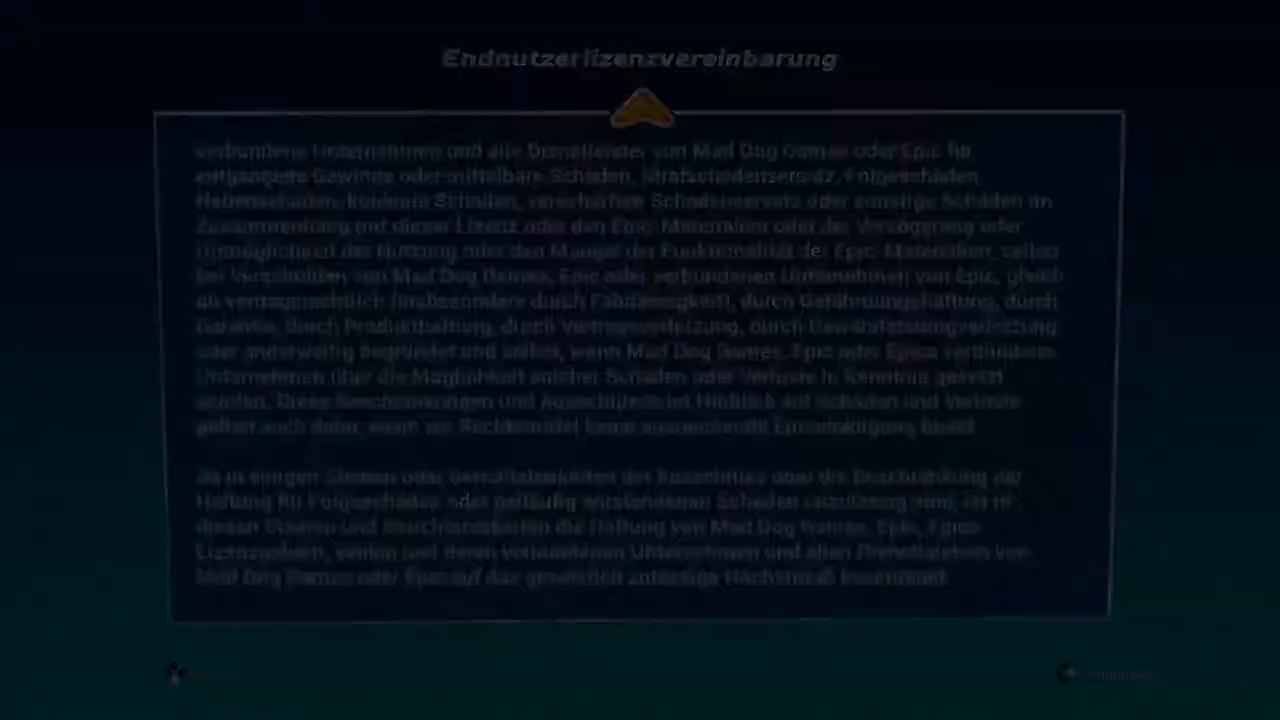 Endnutzerlizenzvereinbarung
verbundene Unternehmen und alle Dienstleister von Mad Dog Games oder Epic für
entgangene Gewinne oder mittelbare Schäden, Strafschadensersatz, Folgeschäden,
Nebenschäden, konkrete Schäden, verschärften Schadensersatz oder sonstige Schäden im
Zusammenhang mit dieser Lizenz oder den Epic-Materialien oder der Verzögerung oder
Unmöglichkeit der Nutzung oder den Mangel der Funktionalität der Epic-Materialien, selbst
bei Verschulden von Mad Dog Games, Epic oder verbundenen Unternehmen von Epic, gleich
ob vertragsrechtlich (insbesondere durch Fahrlässigkeit), durch Gefährdungshaftung, durch
Garantie, durch Produkthaftung, durch Vertragsverletzung, durch Gewährleistungsverletzung
oder anderweitig begründet und selbst, wenn Mad Dog Games, Epic oder Epics verbundene
Unternehmen über die Möglichkeit solcher Schäden oder Verluste in Kenntnis gesetzt
wurden. Diese Beschränkungen und Ausschlüsse im Hinblick auf Schäden und Verluste
gelten auch dann, wenn ein Rechtsmittel keine ausreichende Entschädigung bietet.
Da in einigen Staaten oder Gerichtsbarkeiten der Ausschluss oder die Beschränkung der
Haftung für Folgeschäden oder beiläufig entstandenen Schäden unzulässig sind, ist in
diesen Staaten und Gerichtsbarkeiten die Haftung von Mad Dog Games, Epic, Epics
Lizenzgebern, und deren verbundenen Unternehmen und allen Dienstleistern von
Mad Dog Games oder Epic auf das gesetzlich zulässige Höchstmaß beschränkt.